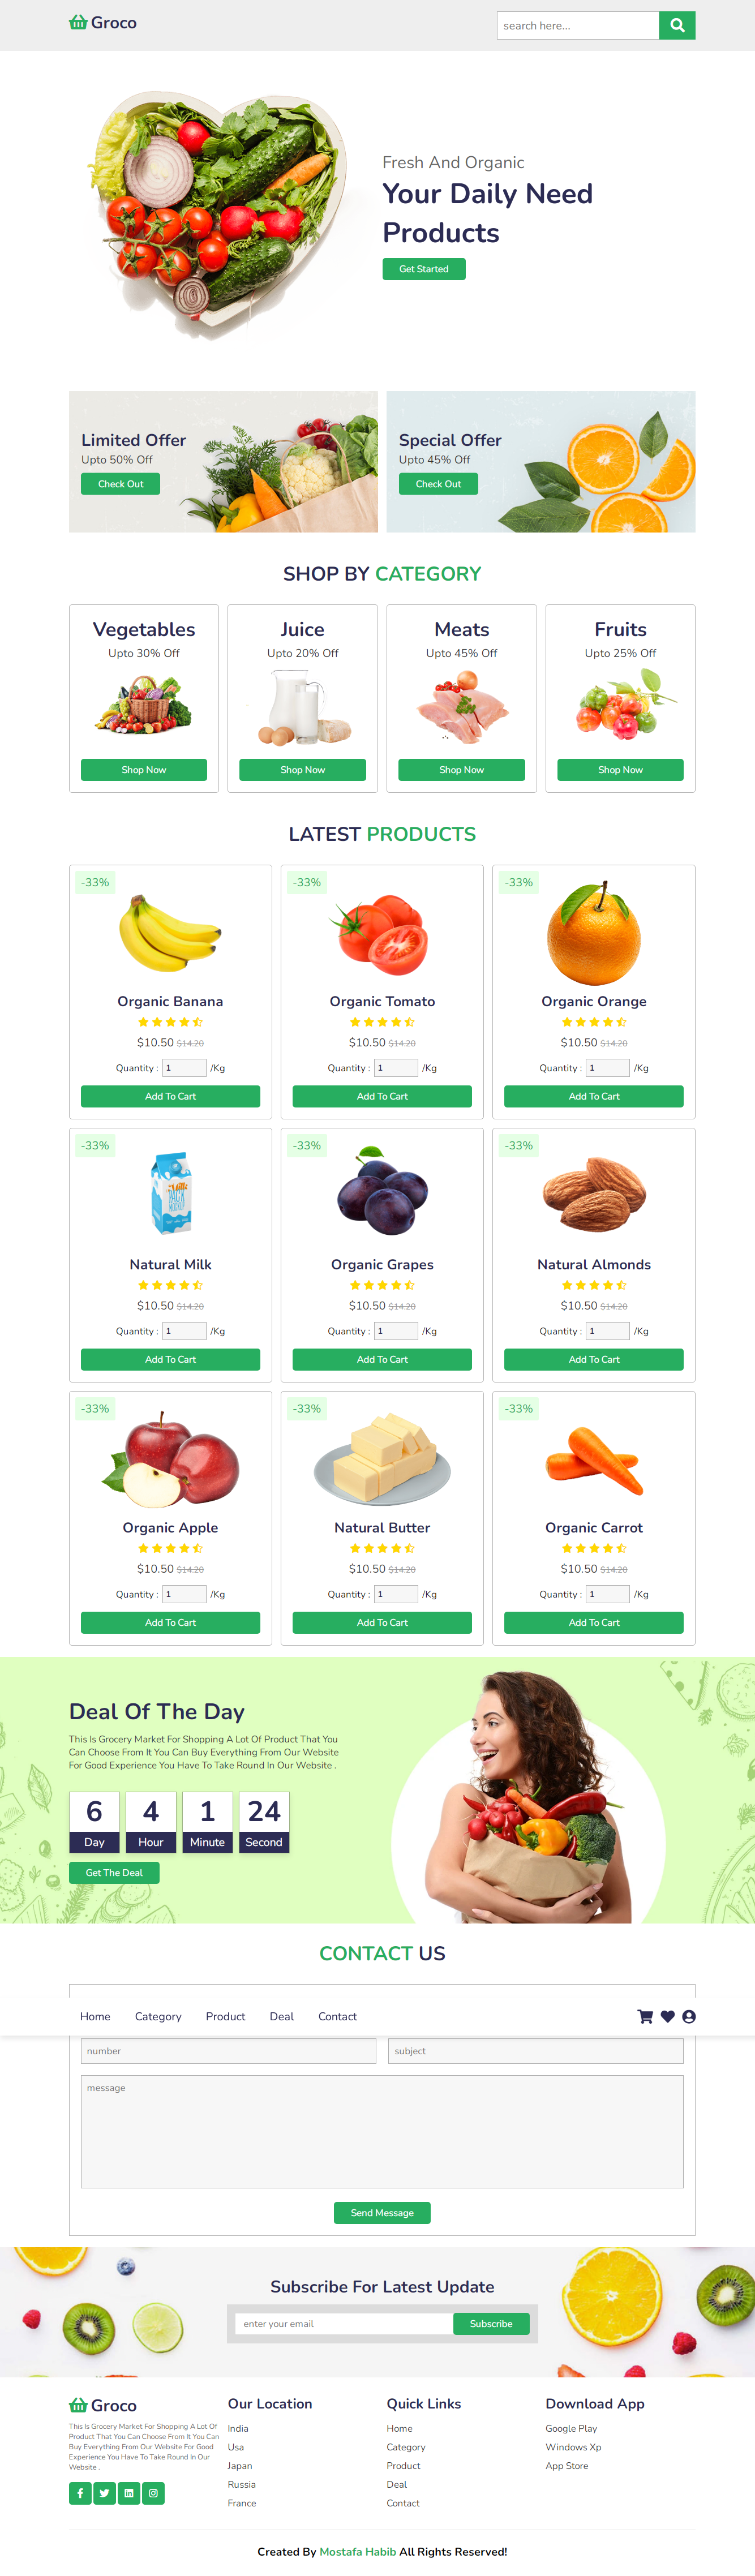 Groco
search here...
Fresh And Organic
Your Daily Need
Products
Get Started
Limited Offer
Upto 50% Off
Check Out
Special Offer
Upto 45% Off
Check Out
SHOP BY CATEGORY
Vegetables
Upto 30% Off
Shop Now
Juice
Upto 20% Off
Shop Now
Meats
Upto 45% Off
Shop Now
Fruits
Upto 25% Off
Shop Now
LATEST PRODUCTS
-33%
Organic Banana
$10.50 $14.20
Quantity : 1 /Kg
Add To Cart
-33%
Organic Tomato
$10.50 $14.20
Quantity : 1 /Kg
Add To Cart
-33%
Organic Orange
$10.50 $14.20
Quantity : 1 /Kg
Add To Cart
-33%
Milk
PACK
MOCKUP
Natural Milk
$10.50 $14.20
Quantity : 1 /Kg
Add To Cart
-33%
Organic Grapes
$10.50 $14.20
Quantity : 1 /Kg
Add To Cart
-33%
Natural Almonds
$10.50 $14.20
Quantity : 1 /Kg
Add To Cart
-33%
Organic Apple
$10.50 $14.20
Quantity : 1 /Kg
Add To Cart
-33%
Natural Butter
$10.50 $14.20
Quantity : 1 /Kg
Add To Cart
-33%
Organic Carrot
$10.50 $14.20
Quantity : 1 /Kg
Add To Cart
Deal Of The Day
This Is Grocery Market For Shopping A Lot Of Product That You
Can Choose From It You Can Buy Everything From Our Website
For Good Experience You Have To Take Round In Our Website .
6 4 1 24
Day Hour Minute Second
Get The Deal
CONTACT US
Home Category Product Deal Contact
number
subject
message
Send Message
Subscribe For Latest Update
enter your email
Subscribe
Groco
This Is Grocery Market For Shopping A Lot Of
Product That You Can Choose From It You Can
Buy Everything From Our Website For Good
Experience You Have To Take Round In Our
Website .
Our Location
India
Usa
Japan
Russia
France
Quick Links
Home
Category
Product
Deal
Contact
Download App
Google Play
Windows Xp
App Store
Created By Mostafa Habib All Rights Reserved!